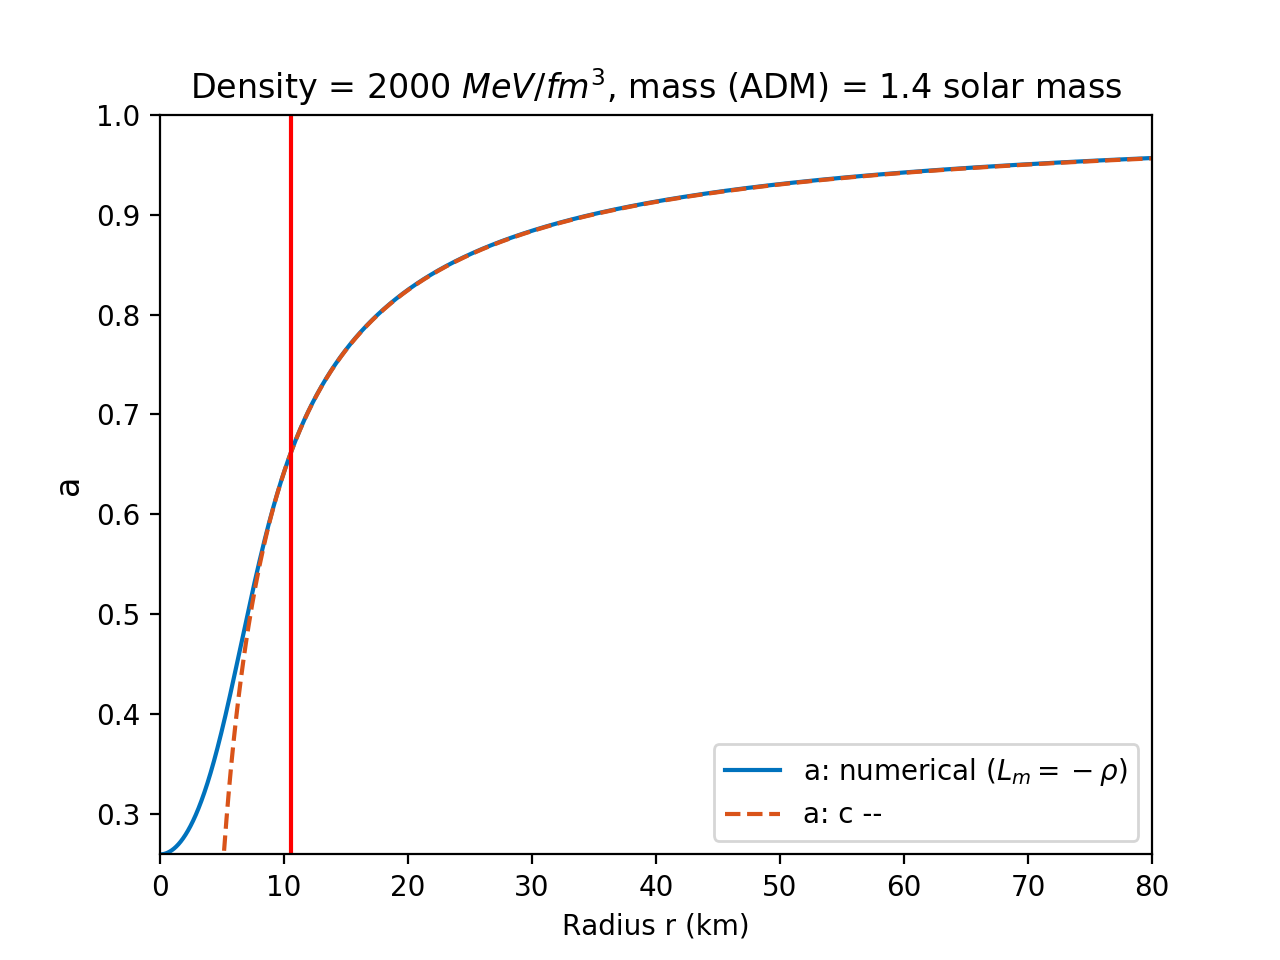 Density = 2000 MeV/fm³, mass (ADM) = 1.4 solar mass
1.0
0.9
0.8
0.7
0.6
0.5
0.4
0.3
a
a: numerical (Lₘ = − ρ)
a: c --
0 10 20 30 40 50 60 70 80
Radius r (km)